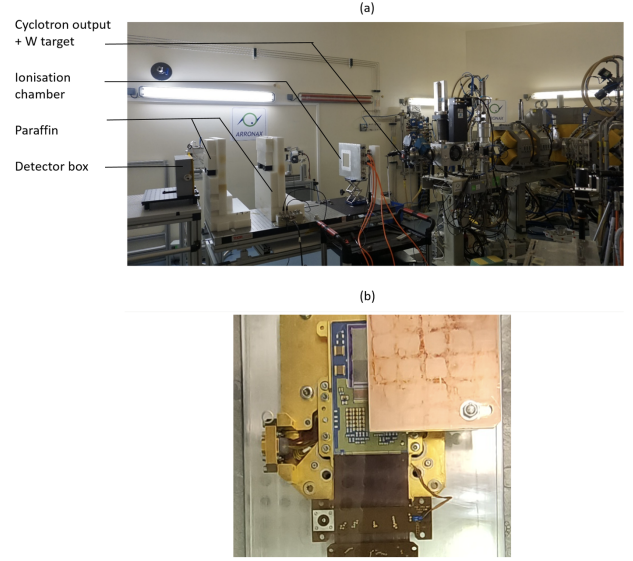 (a)
Cyclotron output
+ W target
Ionisation
chamber
Paraffin
Detector box
ARRONAX
(b)